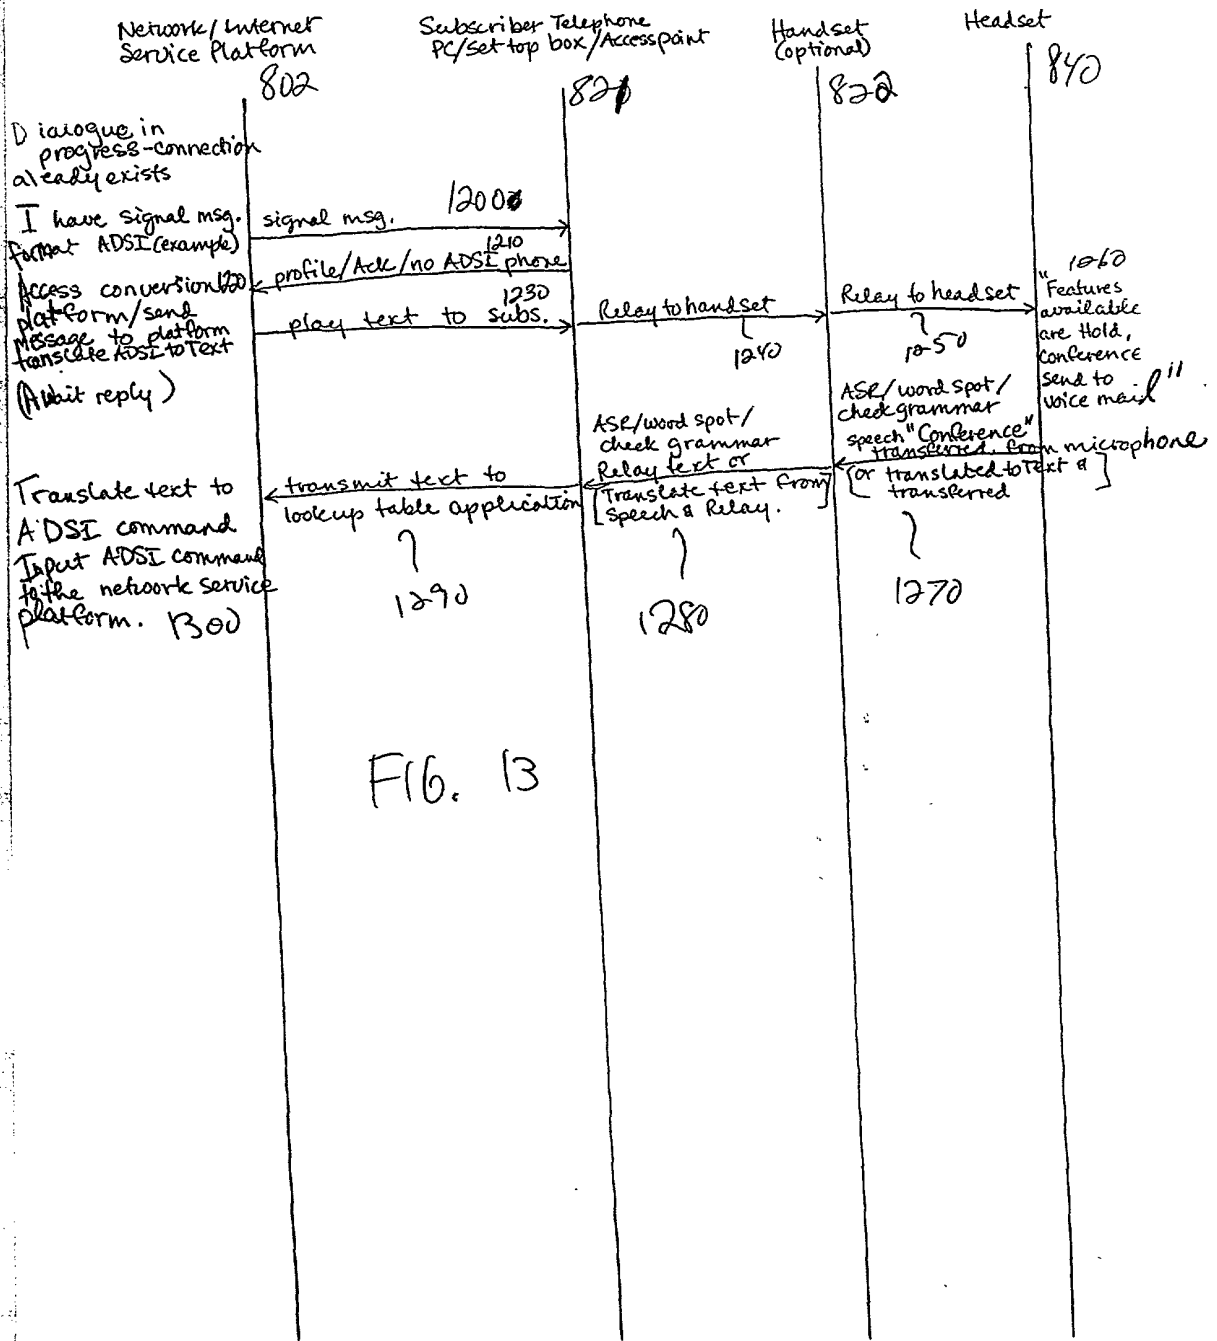 Network/Internet
Service Platform
802
Subscriber Telephone
PC/set top box/Accesspoint
821
Handset
(optional)
822
Headset
840
Dialogue in
progress-connection
already exists
I have signal msg.
format ADSI (example)
signal msg.
1200
1210
profile/Ack/no ADSI phone
Access conversion 1220
platform/send
message to platform
translate ADSI to Text
(Await reply)
1230
play text to subs.
Relay to handset
1240
Relay to headset
1250
1260
"Features
available
are Hold,
Conference
send to
voice mail"
ASR/word spot/
check grammar
speech "Conference"
transferred from microphone
[or translated to Text &
transferred]
1270
ASR/word spot/
check grammar
Relay text or
[Translate text from
speech & Relay.]
1280
transmit text to
lookup table application
1290
Translate text to
ADSI command
Input ADSI command
to the network service
platform. 1300
FIG. 13